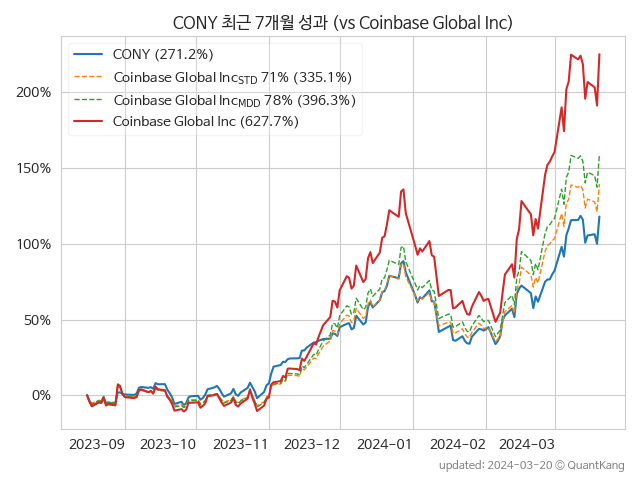 CONY 최근 7개월 성과 (vs Coinbase Global Inc)
CONY (271.2%)
Coinbase Global IncSTD 71% (335.1%)
Coinbase Global IncMDD 78% (396.3%)
Coinbase Global Inc (627.7%)
200%
150%
100%
50%
0%
2023-09 2023-10 2023-11 2023-12 2024-01 2024-02 2024-03
updated: 2024-03-20 © QuantKang